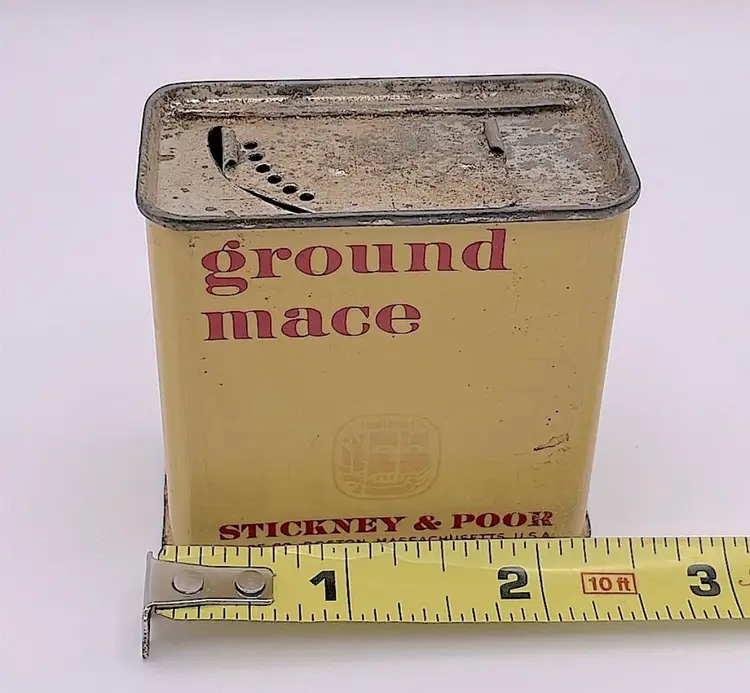 ground
mace
STICKNEY & POOR
BOSTON, MASSACHUSETTS U.S.A.
1 2 10 ft 3